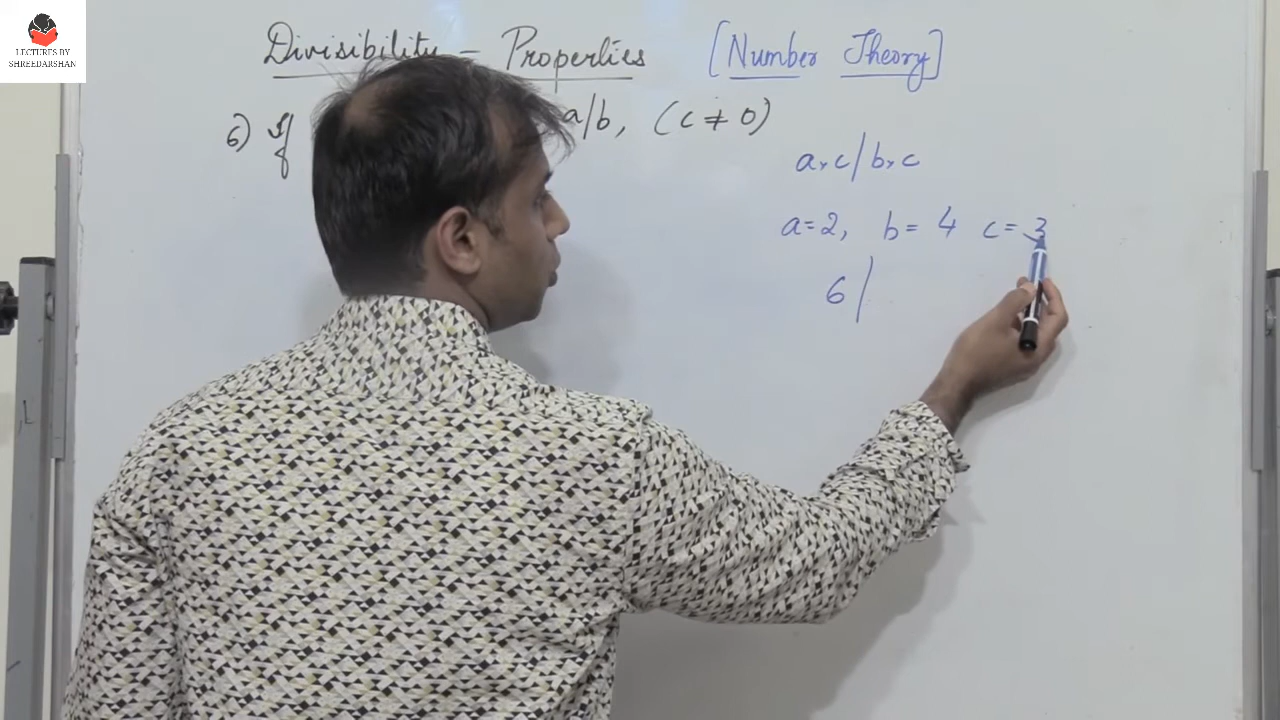 LECTURES BY
SHREEDARSHAN
Divisibility - Properties [Number Theory]
6) If a/b, (c ≠ 0)
a×c/b×c
a=2, b=4 c=3
6/